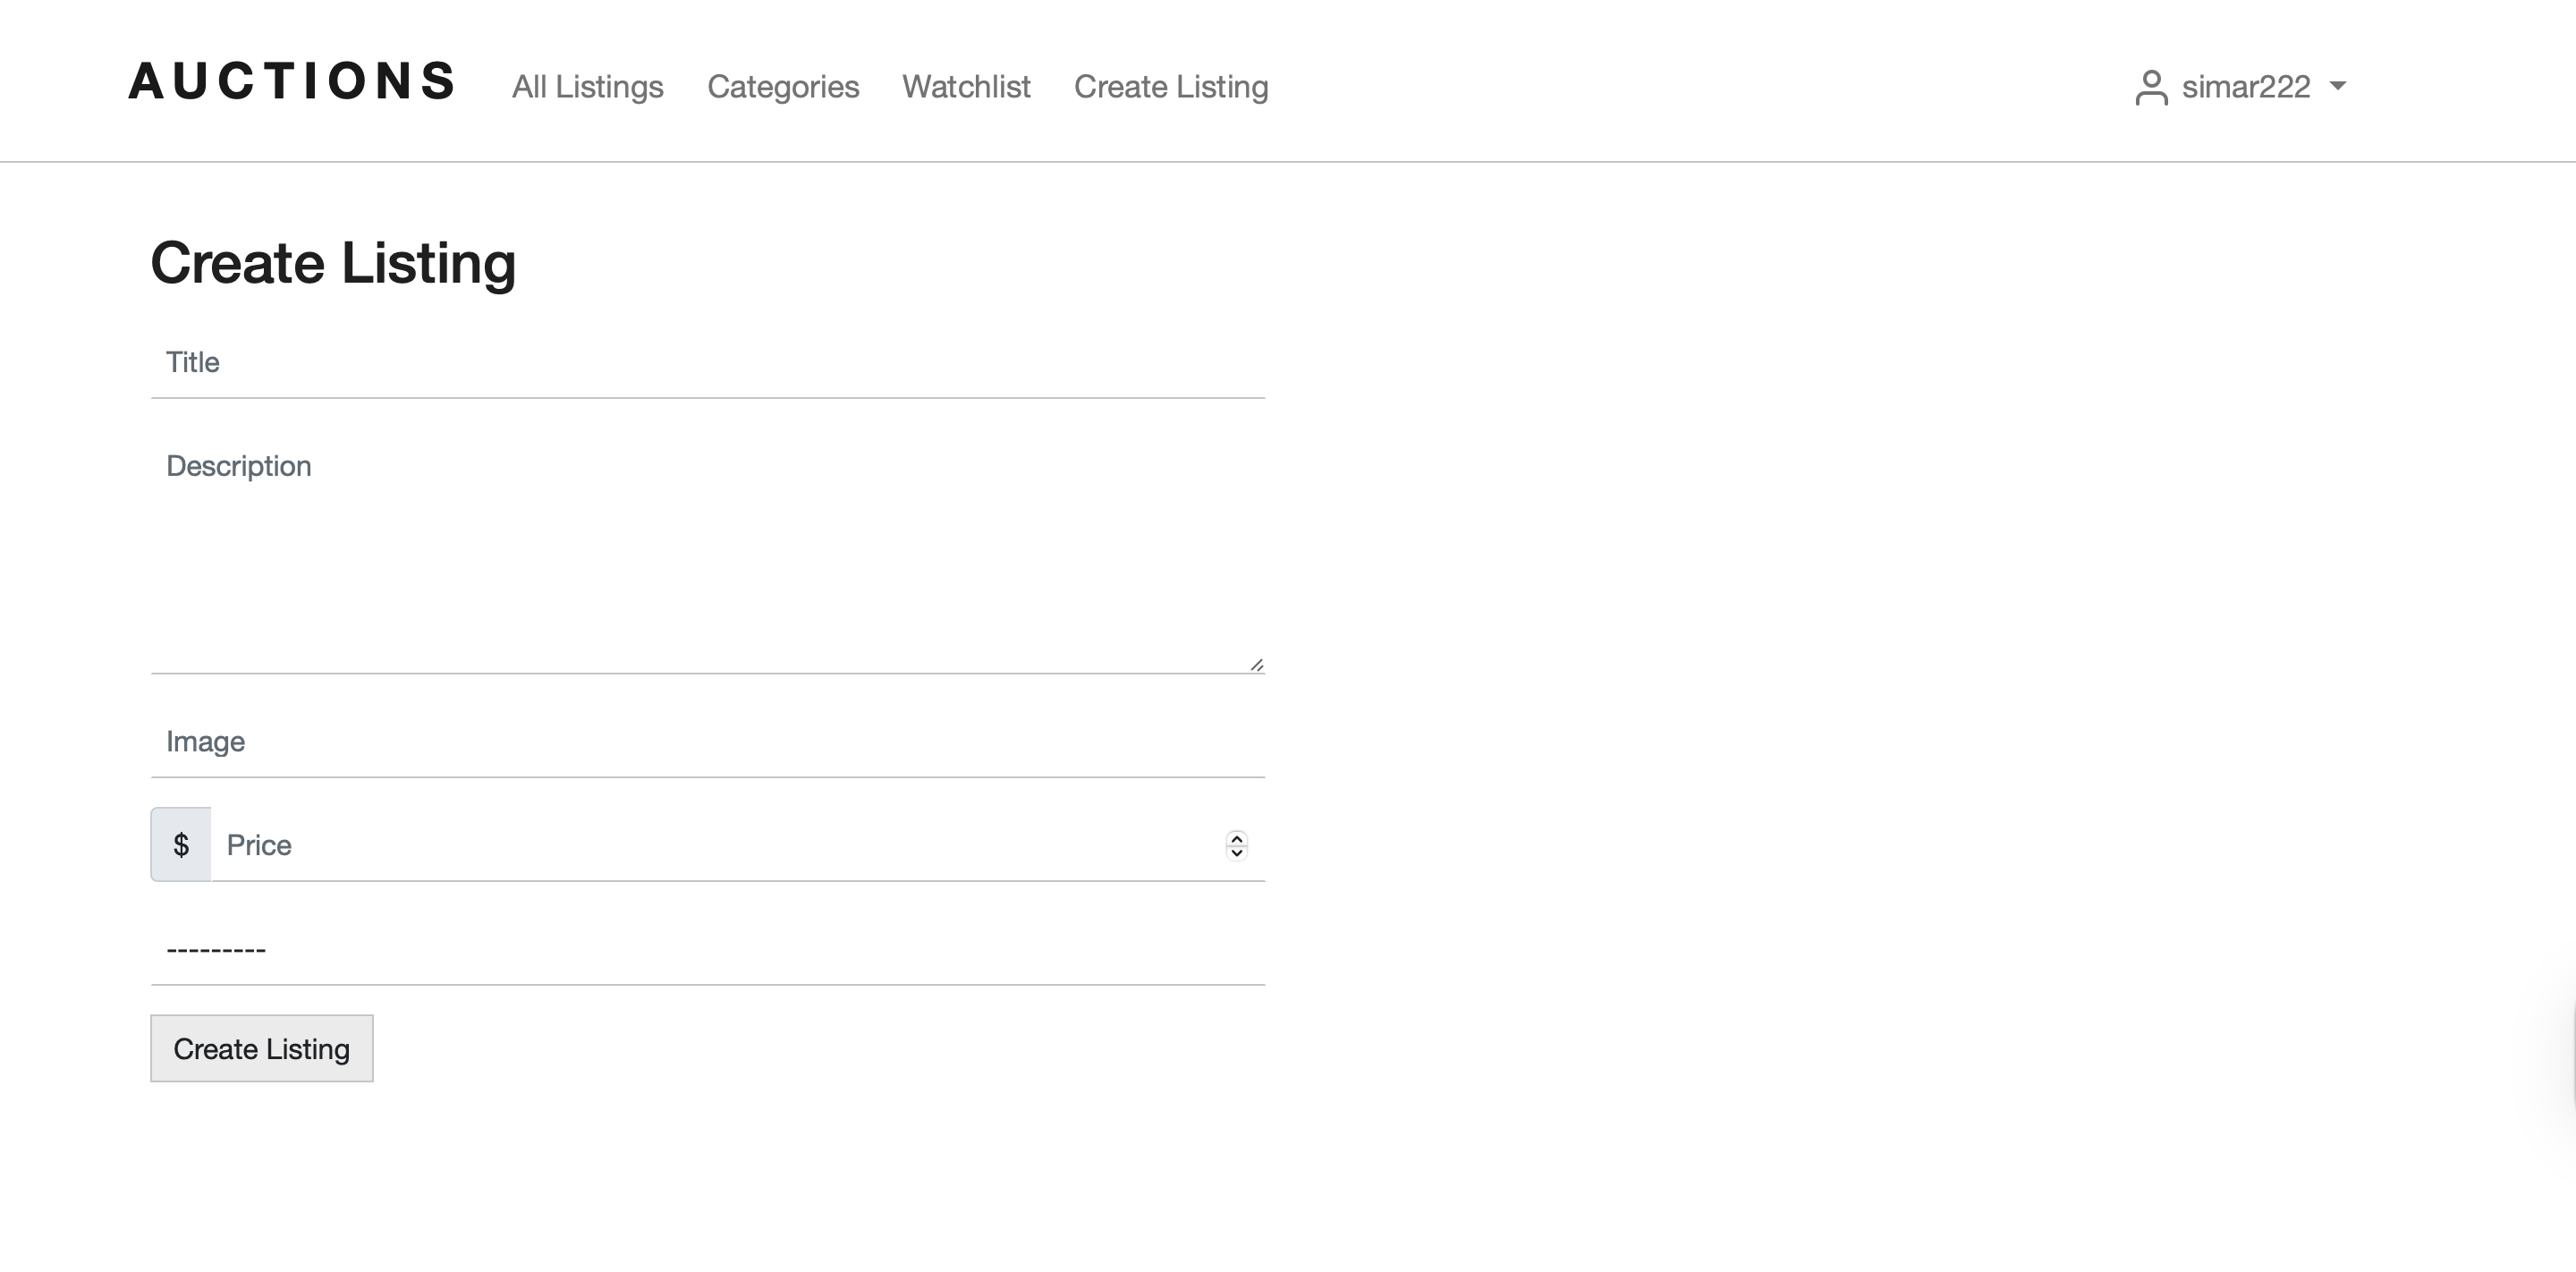 AUCTIONS All Listings Categories Watchlist Create Listing simar222
Create Listing
Title
Description
Image
$ Price
---------
Create Listing